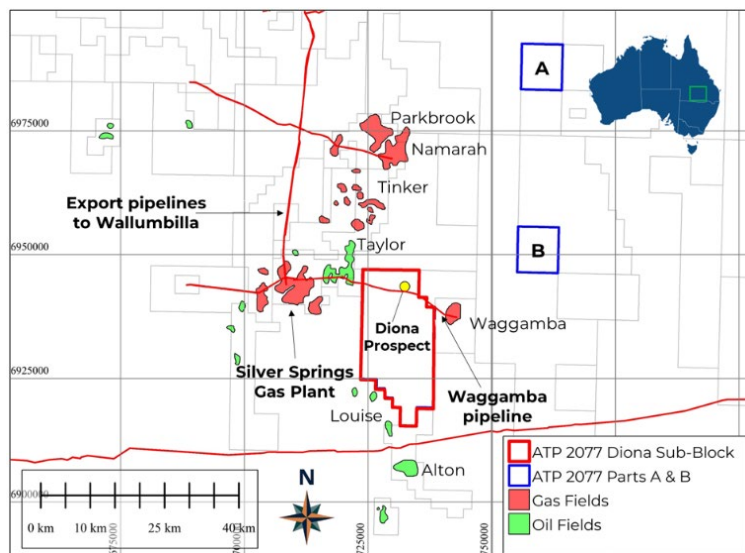 A
Parkbrook
6975000
Namarah
Tinker
Export pipelines
to Wallumbilla
Taylor
6950000
B
Diona
Prospect
Waggamba
Silver Springs
Gas Plant
6925000
Waggamba
pipeline
Louise
Alton
ATP 2077 Diona Sub-Block
ATP 2077 Parts A & B
Gas Fields
Oil Fields
N
6900000
0 km 10 km 25 km 40 km
725000
750000